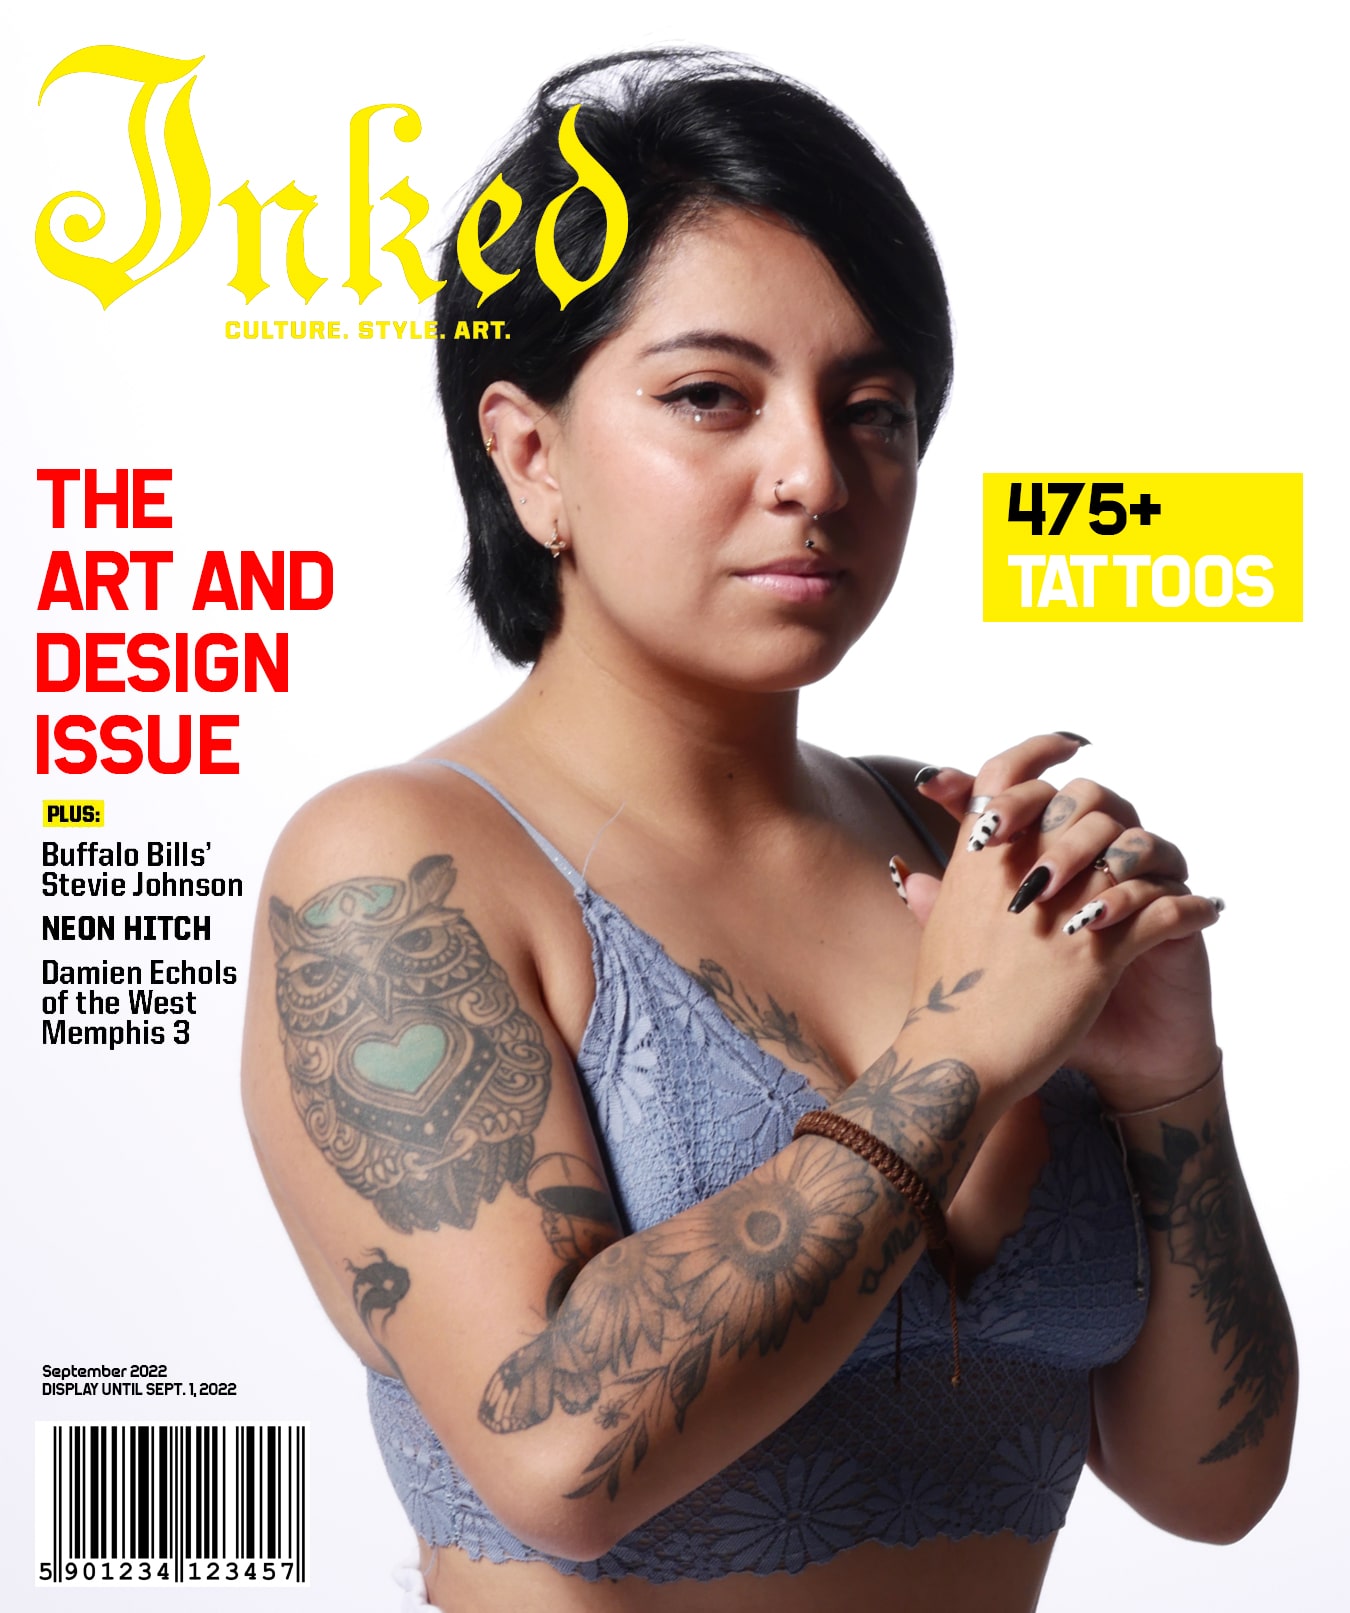 Inked
CULTURE. STYLE. ART.
THE
ART AND
DESIGN
ISSUE
475+
TATTOOS
PLUS:
Buffalo Bills’
Stevie Johnson
NEON HITCH
Damien Echols
of the West
Memphis 3
September 2022
DISPLAY UNTIL SEPT. 1, 2022
5 901234 123457